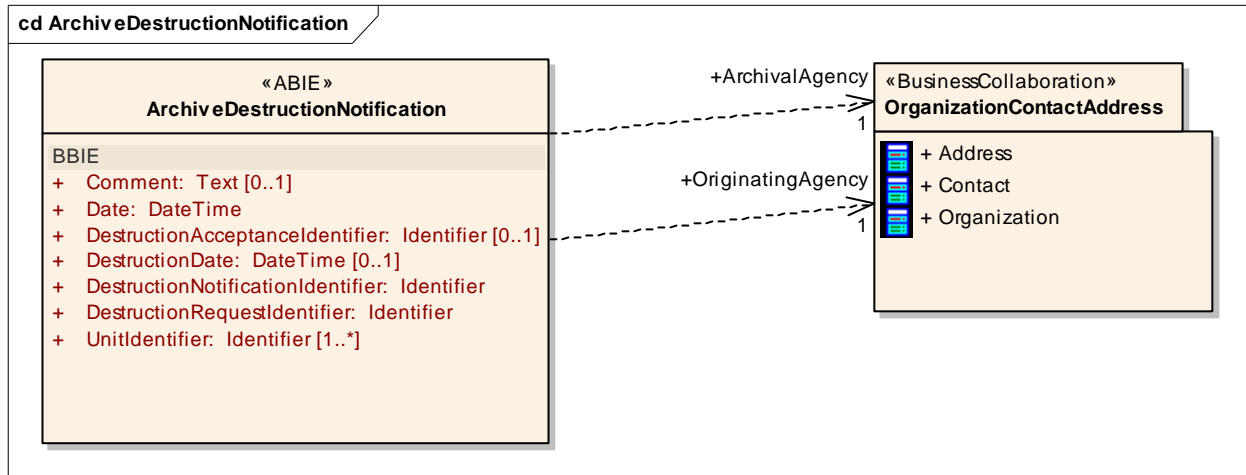 cd ArchiveDestructionNotification
«ABIE»
ArchiveDestructionNotification
BBIE
+ Comment: Text [0..1]
+ Date: DateTime
+ DestructionAcceptanceIdentifier: Identifier [0..1]
+ DestructionDate: DateTime [0..1]
+ DestructionNotificationIdentifier: Identifier
+ DestructionRequestIdentifier: Identifier
+ UnitIdentifier: Identifier [1..*]
+ArchivalAgency
1
+OriginatingAgency
1
«BusinessCollaboration»
OrganizationContactAddress
+ Address
+ Contact
+ Organization